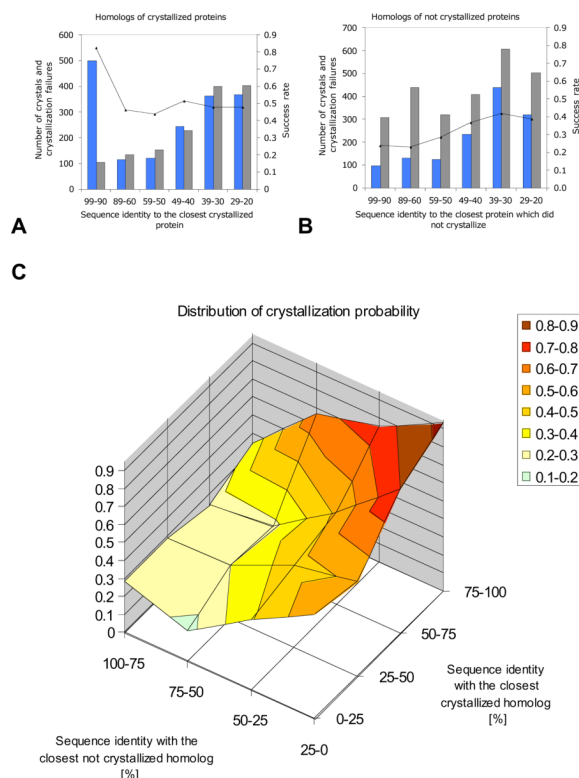 Homologs of crystallized proteins
Number of crystals and
crystallization failures
600
500
400
300
200
100
0
0.9
0.8
0.7
0.6
0.5
0.4
0.3
0.2
0.1
0
Success rate
99-90 89-60 59-50 49-40 39-30 29-20
Sequence identity to the closest crystallized
protein
A
Homologs of not crystallized proteins
Number of crystals and
crystallization failures
700
600
500
400
300
200
100
0
0.9
0.8
0.7
0.6
0.5
0.4
0.3
0.2
0.1
0.0
Success rate
99-90 89-60 59-50 49-40 39-30 29-20
Sequence identity to the closest protein which did
not crystallize
B
C
Distribution of crystallization probability
0.8-0.9
0.7-0.8
0.6-0.7
0.5-0.6
0.4-0.5
0.3-0.4
0.2-0.3
0.1-0.2
0.9
0.8
0.7
0.6
0.5
0.4
0.3
0.2
0.1
0
100-75
75-50
50-25
25-0
Sequence identity with the
closest not crystallized homolog
[%]
75-100
50-75
25-50
0-25
Sequence identity
with the closest
crystallized homolog
[%]